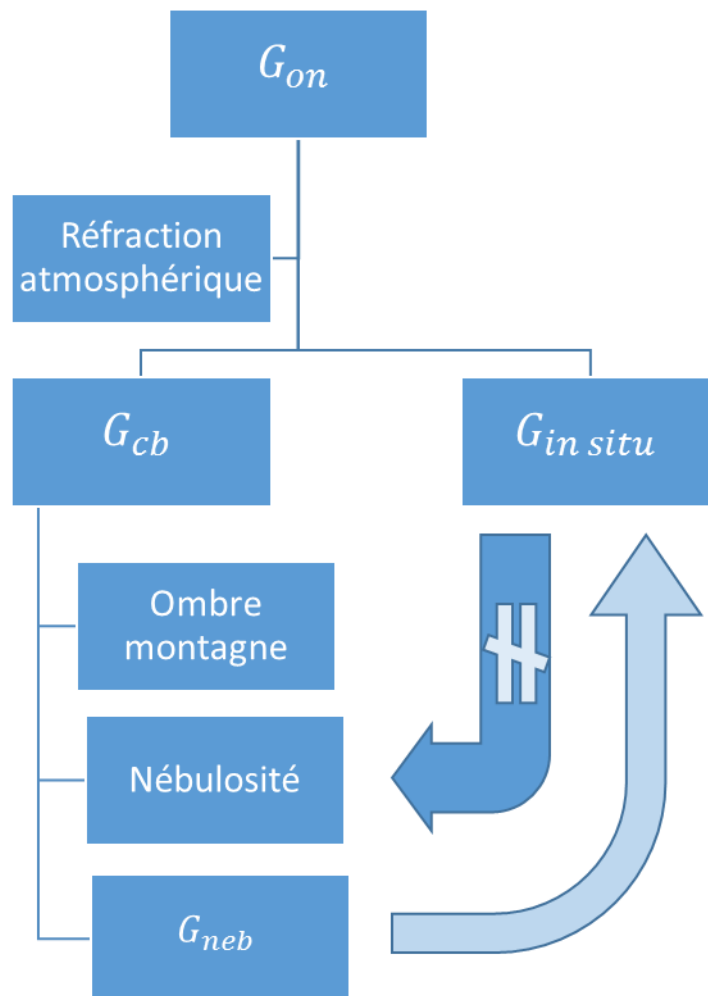 G_on
Réfraction
atmosphérique
G_cb
G_in situ
Ombre
montagne
Nébulosité
G_neb